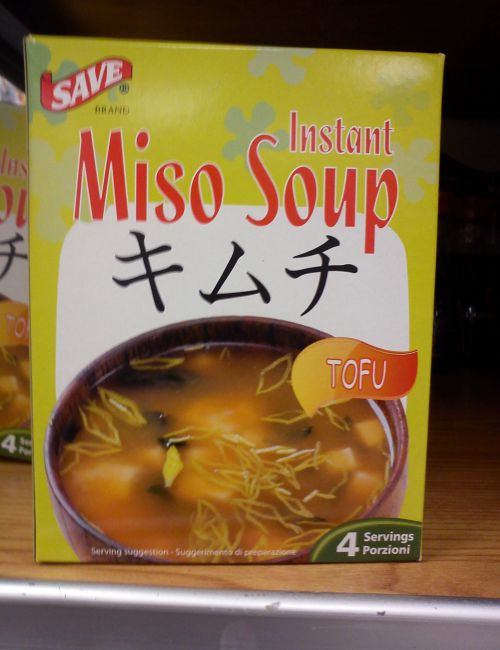 SAVE ®
BRAND
Instant
Miso Soup
キムチ
TOFU
4 Servings
Porzioni
Serving suggestion - Suggerimento di preparazione